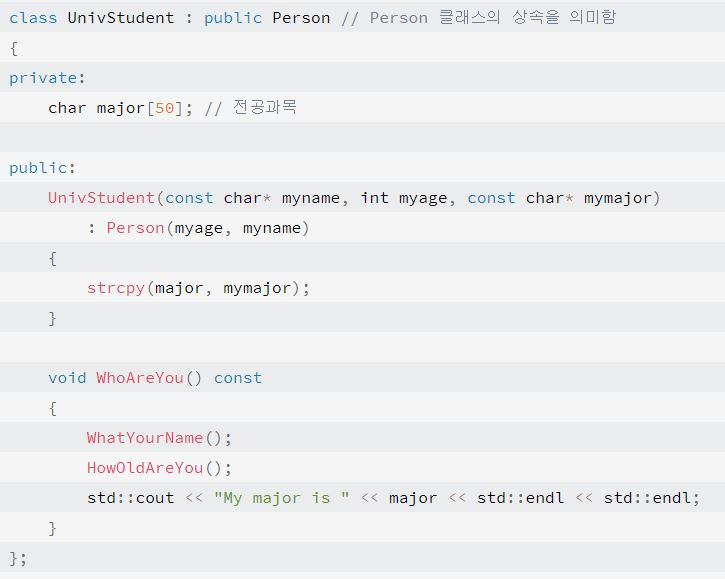 class UnivStudent : public Person // Person 클래스의 상속을 의미함
{
private:
    char major[50]; // 전공과목

public:
    UnivStudent(const char* myname, int myage, const char* mymajor)
        : Person(myage, myname)
    {
        strcpy(major, mymajor);
    }

    void WhoAreYou() const
    {
        WhatYourName();
        HowOldAreYou();
        std::cout << "My major is " << major << std::endl << std::endl;
    }
};